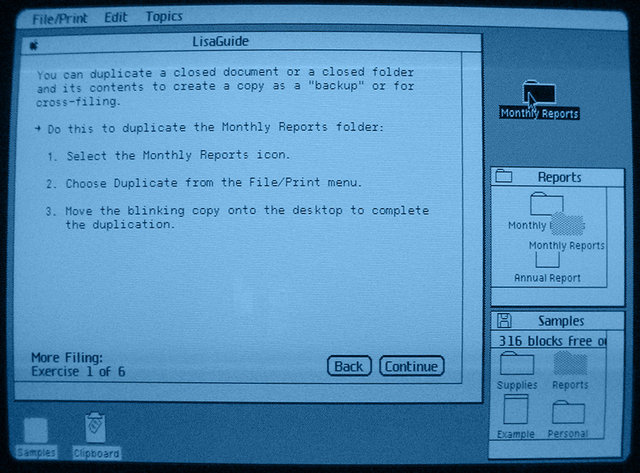 File/Print Edit Topics
LisaGuide
You can duplicate a closed document or a closed folder
and its contents to create a copy as a "backup" or for
cross-filing.
Do this to duplicate the Monthly Reports folder:
1. Select the Monthly Reports icon.
2. Choose Duplicate from the File/Print menu.
3. Move the blinking copy onto the desktop to complete
the duplication.
More Filing:
Exercise 1 of 6
Back Continue
Monthly Reports
Reports
Monthly
Monthly Reports
Annual Report
Samples
316 blocks free
Supplies Reports
Example Personal
Samples Clipboard